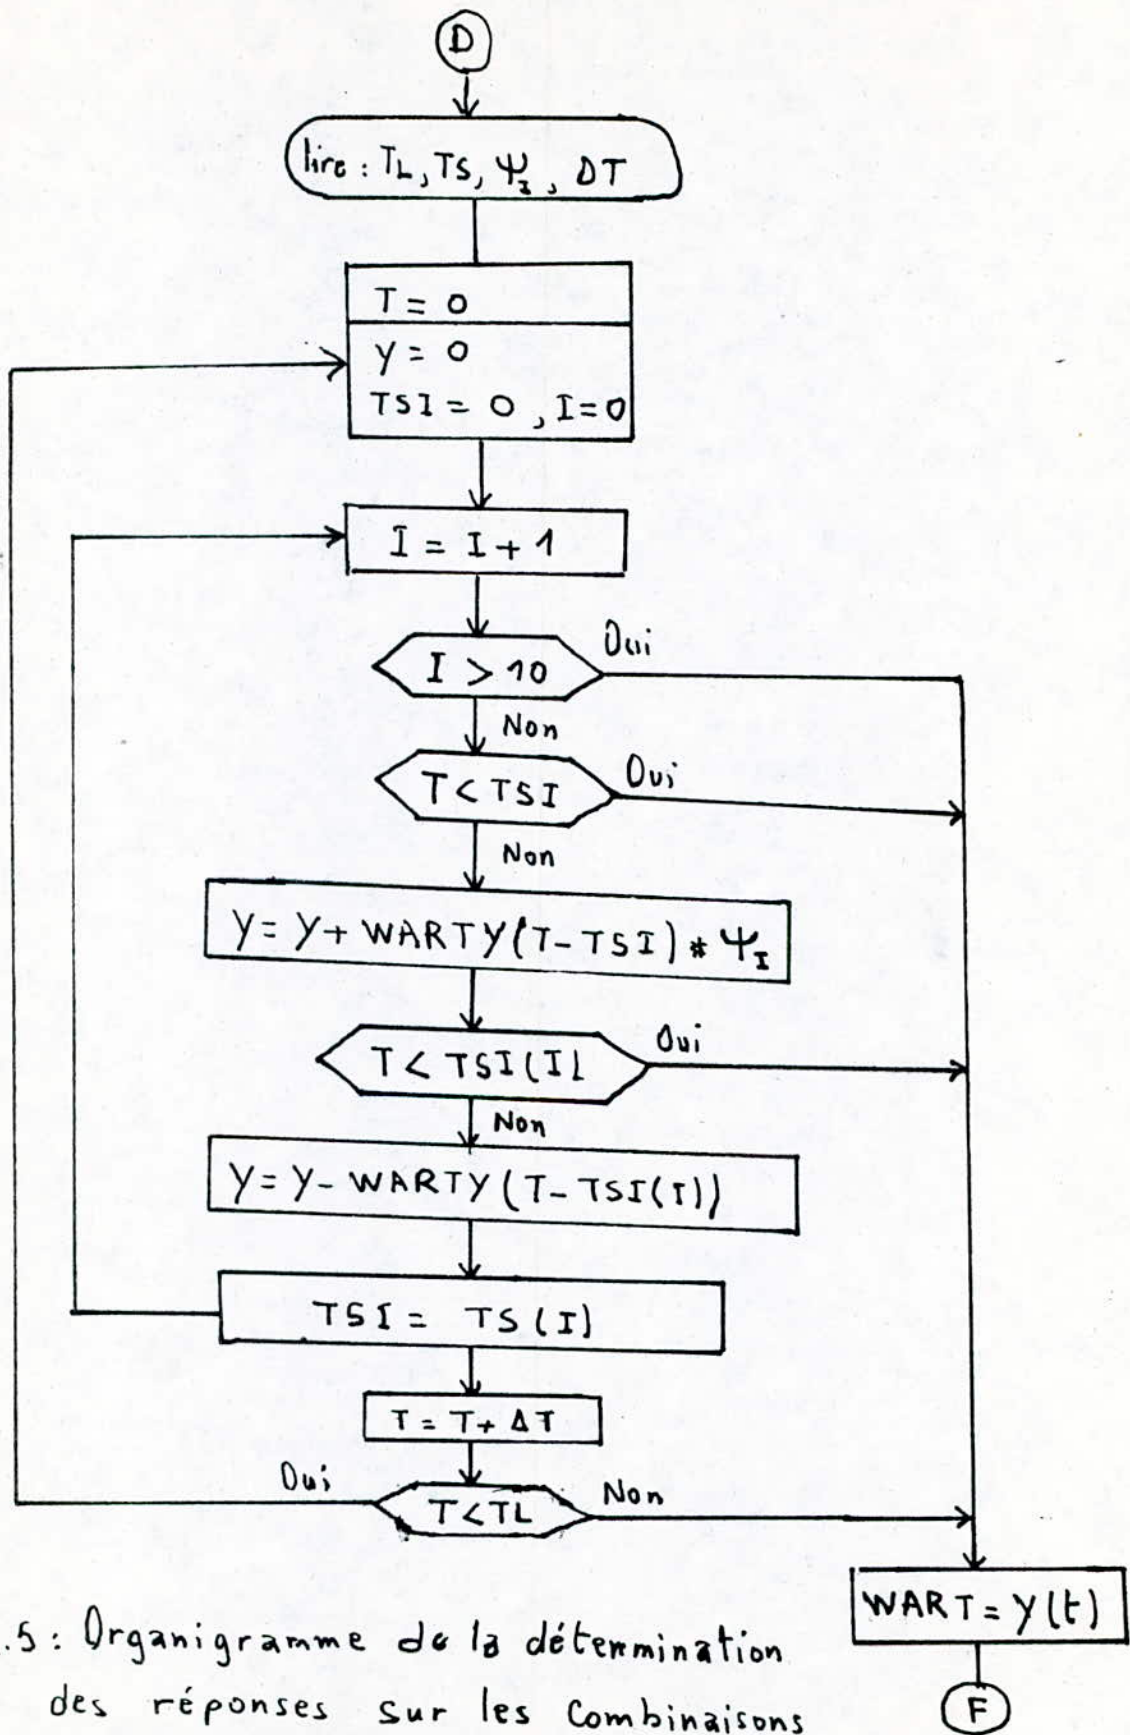 D
lire : TL, TS, ΨI, DT
T = 0
Y = 0
TSI = 0, I=0
I = I + 1
I > 10
Oui
Non
T < TSI
Oui
Non
Y = Y + WARTY(T - TSI) * ΨI
T < TSI(I(
Oui
Non
Y = Y - WARTY(T - TSI(I))
TSI = TS(I)
T = T + ΔT
Oui
T<TL
Non
WART = Y(t)
.5 : Organigramme de la détermination
des réponses sur les combinaisons
F